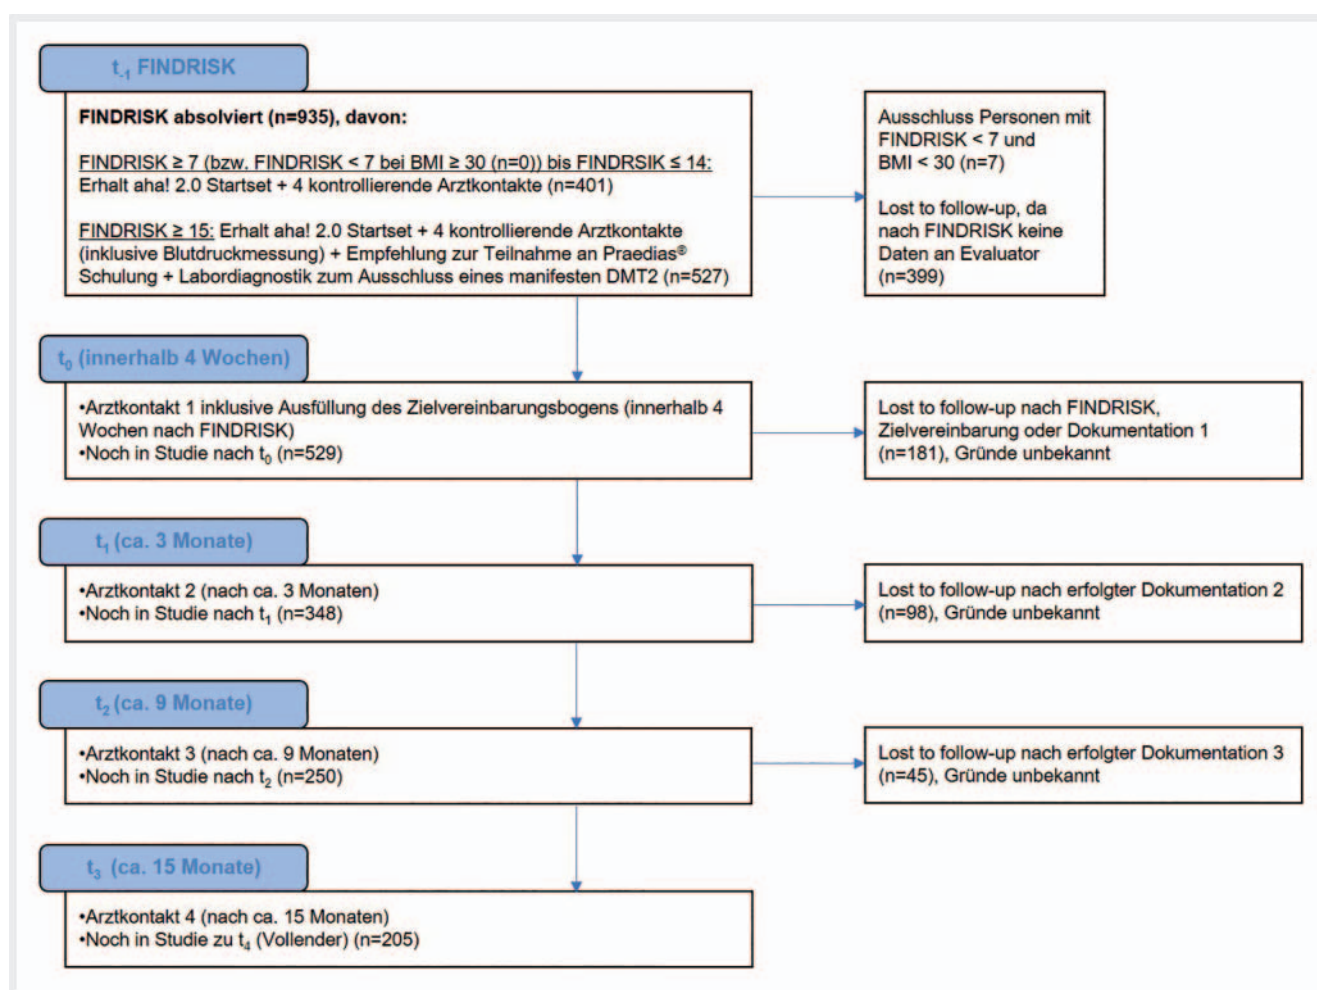 t-1 FINDRISK
FINDRISK absolviert (n=935), davon:
FINDRISK ≥ 7 (bzw. FINDRISK < 7 bei BMI ≥ 30 (n=0)) bis FINDRSIK ≤ 14:
Erhalt aha! 2.0 Startset + 4 kontrollierende Arztkontakte (n=401)
FINDRISK ≥ 15: Erhalt aha! 2.0 Startset + 4 kontrollierende Arztkontakte
(inklusive Blutdruckmessung) + Empfehlung zur Teilnahme an Praedias®
Schulung + Labordiagnostik zum Ausschluss eines manifesten DMT2 (n=527)
Ausschluss Personen mit
FINDRISK < 7 und
BMI < 30 (n=7)
Lost to follow-up, da
nach FINDRISK keine
Daten an Evaluator
(n=399)
t0 (innerhalb 4 Wochen)
•Arztkontakt 1 inklusive Ausfüllung des Zielvereinbarungsbogens (innerhalb 4
Wochen nach FINDRISK)
•Noch in Studie nach t0 (n=529)
Lost to follow-up nach FINDRISK,
Zielvereinbarung oder Dokumentation 1
(n=181), Gründe unbekannt
t1 (ca. 3 Monate)
•Arztkontakt 2 (nach ca. 3 Monaten)
•Noch in Studie nach t1 (n=348)
Lost to follow-up nach erfolgter Dokumentation 2
(n=98), Gründe unbekannt
t2 (ca. 9 Monate)
•Arztkontakt 3 (nach ca. 9 Monaten)
•Noch in Studie nach t2 (n=250)
Lost to follow-up nach erfolgter Dokumentation 3
(n=45), Gründe unbekannt
t3 (ca. 15 Monate)
•Arztkontakt 4 (nach ca. 15 Monaten)
•Noch in Studie zu t4 (Vollender) (n=205)